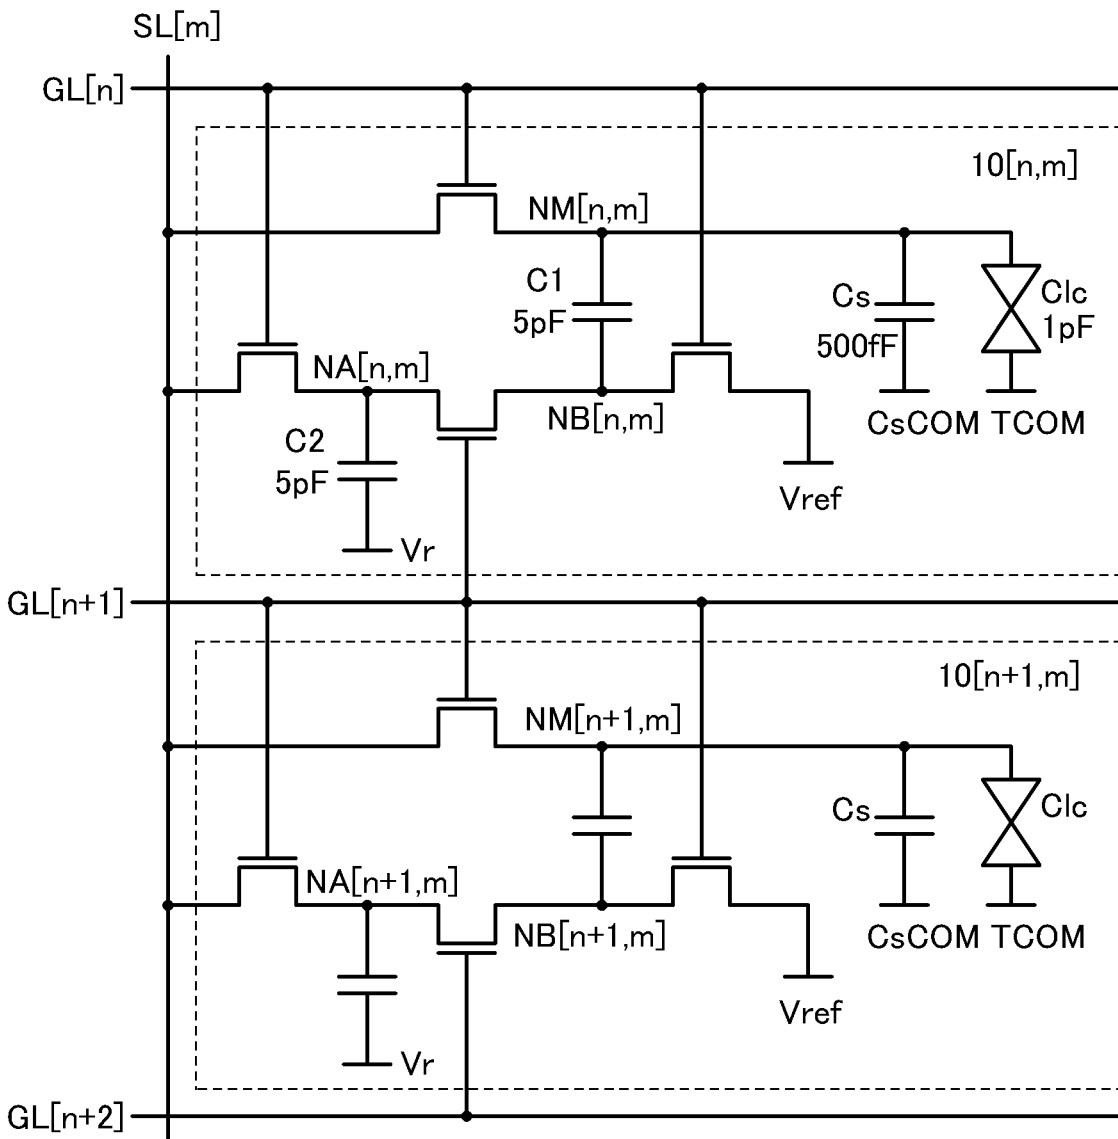 SL[m]
GL[n]
10[n,m]
NM[n,m]
C1
5pF
Cs
500fF
Clc
1pF
NA[n,m]
NB[n,m]
CsCOM TCOM
C2
5pF
Vref
Vr
GL[n+1]
10[n+1,m]
NM[n+1,m]
Cs
Clc
NA[n+1,m]
NB[n+1,m]
CsCOM TCOM
Vref
Vr
GL[n+2]